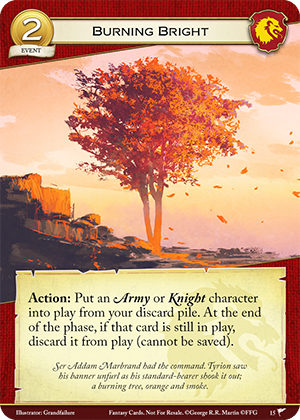 2
EVENT
BURNING BRIGHT
Action: Put an Army or Knight character
into play from your discard pile. At the end
of the phase, if that card is still in play,
discard it from play (cannot be saved).
Ser Addam Marbrand had the command. Tyrion saw
his banner unfurl as his standard-bearer shook it out;
a burning tree, orange and smoke.
Illustrator: Grandfailure
Fantasy Cards. Not For Resale. ©George R.R. Martin ©FFG
15